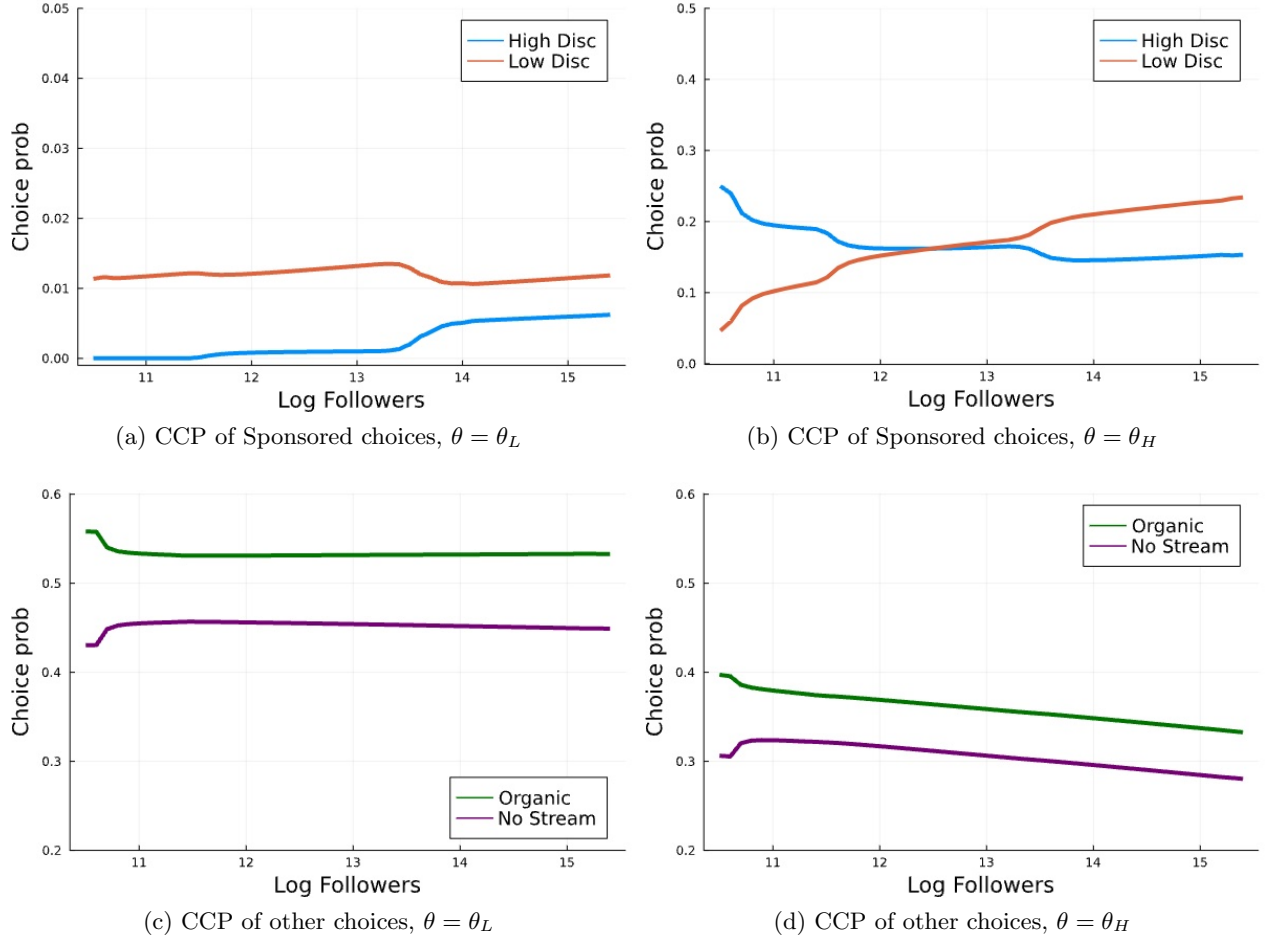 High Disc
Low Disc
0.05
0.04
0.03
0.02
0.01
0.00
Choice prob
11 12 13 14 15
Log Followers
(a) CCP of Sponsored choices, θ = θ_L
High Disc
Low Disc
0.5
0.4
0.3
0.2
0.1
0.0
Choice prob
11 12 13 14 15
Log Followers
(b) CCP of Sponsored choices, θ = θ_H
0.6
0.5
0.4
0.3
0.2
Choice prob
Organic
No Stream
11 12 13 14 15
Log Followers
(c) CCP of other choices, θ = θ_L
Organic
No Stream
0.6
0.5
0.4
0.3
0.2
Choice prob
11 12 13 14 15
Log Followers
(d) CCP of other choices, θ = θ_H